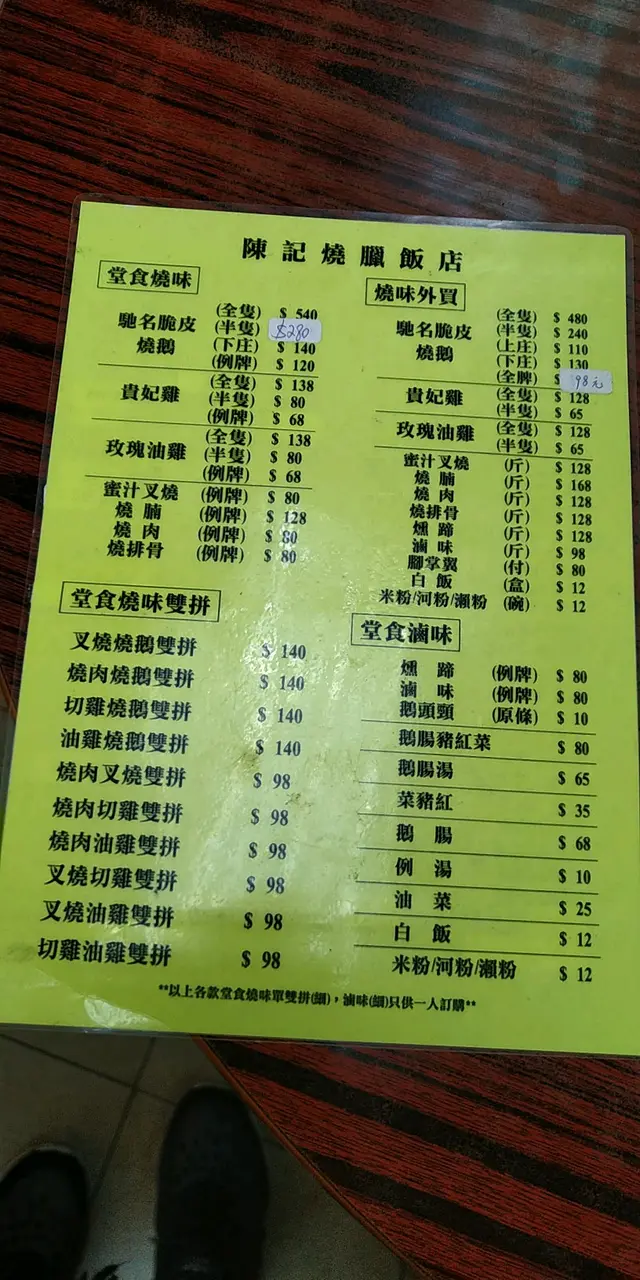 陳記燒臘飯店
堂食燒味
馳名脆皮燒鵝 (全隻) $ 540
(半隻) $280
(下庄) $ 140
(例牌) $ 120
貴妃雞 (全隻) $ 138
(半隻) $ 80
(例牌) $ 68
玫瑰油雞 (全隻) $ 138
(半隻) $ 80
(例牌) $ 68
蜜汁叉燒 (例牌) $ 80
燒腩 (例牌) $ 128
燒肉 (例牌) $ 80
燒排骨 (例牌) $ 80
堂食燒味雙拼
叉燒燒鵝雙拼 $ 140
燒肉燒鵝雙拼 $ 140
切雞燒鵝雙拼 $ 140
油雞燒鵝雙拼 $ 140
燒肉叉燒雙拼 $ 98
燒肉切雞雙拼 $ 98
燒肉油雞雙拼 $ 98
叉燒切雞雙拼 $ 98
叉燒油雞雙拼 $ 98
切雞油雞雙拼 $ 98
燒味外買
馳名脆皮燒鵝 (全隻) $ 480
(半隻) $ 240
(上庄) $ 110
(下庄) $ 130
(全髀) $ 98元
貴妃雞 (全隻) $ 128
(半隻) $ 65
玫瑰油雞 (全隻) $ 128
(半隻) $ 65
蜜汁叉燒 (斤) $ 128
燒腩 (斤) $ 168
燒肉 (斤) $ 128
燒排骨 (斤) $ 128
燻蹄 (斤) $ 128
滷味 (斤) $ 98
腳掌翼 (付) $ 80
白飯 (盒) $ 12
米粉/河粉/瀨粉 (碗) $ 12
堂食滷味
燻蹄 (例牌) $ 80
滷味 (例牌) $ 80
鵝頭頸 (原條) $ 10
鵝腸豬紅菜 $ 80
鵝腸湯 $ 65
菜豬紅 $ 35
鵝腸 $ 68
例湯 $ 10
油菜 $ 25
白飯 $ 12
米粉/河粉/瀨粉 $ 12
**以上各款堂食燒味單雙拼(細)，滷味(細)只供一人訂購**